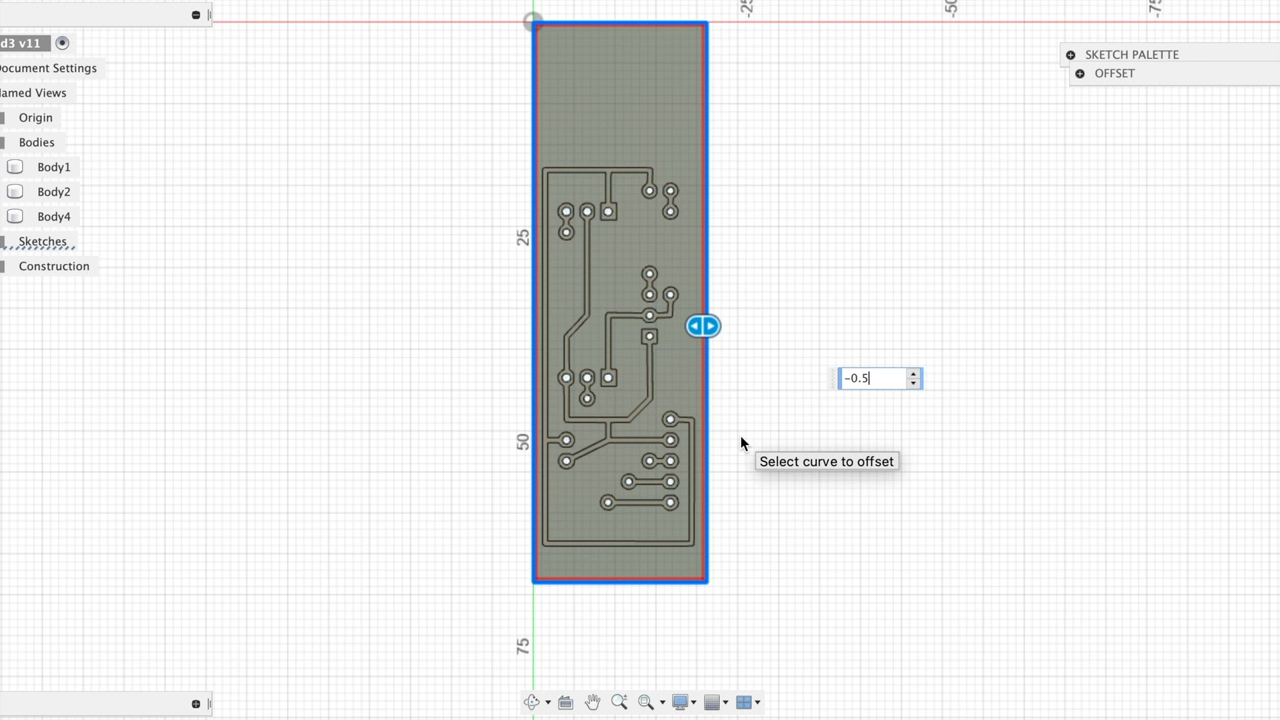 -25
-50
-75
d3 v11
SKETCH PALETTE
ocument Settings
OFFSET
amed Views
Origin
Bodies
Body1
Body2
Body4
25
Sketches
Construction
-0.5
50
Select curve to offset
75